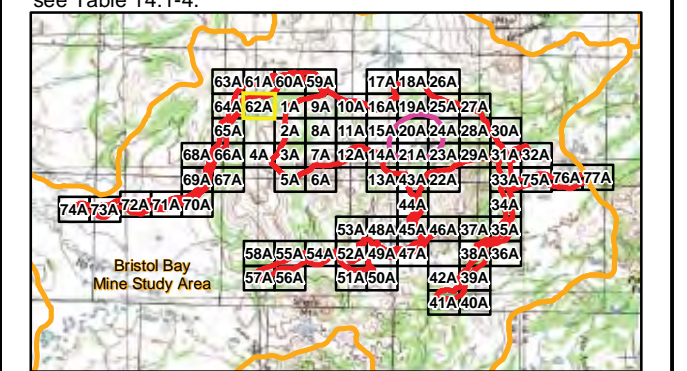 see Table 14.1-4.
63A 61A 60A 59A 17A 18A 26A
64A 62A 1A 9A 10A 16A 19A 25A 27A
65A 2A 8A 11A 15A 20A 24A 28A 30A
68A 66A 4A 3A 7A 12A 14A 21A 23A 29A 31A 32A
69A 67A 5A 6A 13A 43A 22A 33A 75A 76A 77A
74A 73A 72A 71A 70A 44A 34A
53A 48A 45A 46A 37A 35A
58A 55A 54A 52A 49A 47A 38A 36A
57A 56A 51A 50A 42A 39A
41A 40A
Bristol Bay
Mine Study Area